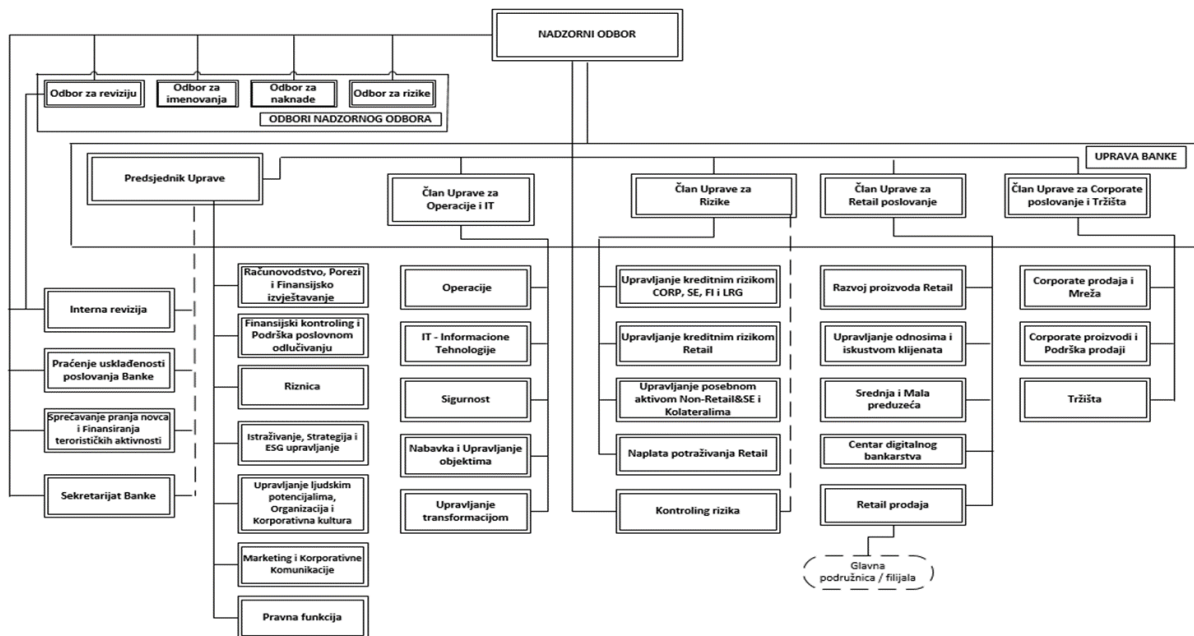 NADZORNI ODBOR
Odbor za reviziju
Odbor za
imenovanja
Odbor za
naknade
Odbor za rizike
ODBORI NADZORNOG ODBORA
UPRAVA BANKE
Predsjednik Uprave
Član Uprave za
Operacije i IT
Član Uprave za
Rizike
Član Uprave za
Retail poslovanje
Član Uprave za Corporate
poslovanje i Tržišta
Interna revizija
Praćenje usklađenosti
poslovanja Banke
Sprečavanje pranja novca
i Finansiranja
terorističkih aktivnosti
Sekretarijat Banke
Računovodstvo, Porezi
i Finansijsko
izvještavanje
Finansijski kontroling i
Podrška poslovnom
odlučivanju
Riznica
Istraživanje, Strategija i
ESG upravljanje
Upravljanje ljudskim
potencijalima,
Organizacija i
Korporativna kultura
Marketing i Korporativne
Komunikacije
Pravna funkcija
Operacije
IT - Informacione
Tehnologije
Sigurnost
Nabavka i Upravljanje
objektima
Upravljanje
transformacijom
Upravljanje kreditnim rizikom
CORP, SE, FI i LRG
Upravljanje kreditnim rizikom
Retail
Upravljanje posebnom
aktivom Non-Retail&SE i
Kolateralima
Naplata potraživanja Retail
Kontroling rizika
Razvoj proizvoda Retail
Upravljanje odnosima i
iskustvom klijenata
Srednja i Mala
preduzeća
Centar digitalnog
bankarstva
Retail prodaja
Glavna
podružnica / filijala
Corporate prodaja i
Mreža
Corporate proizvodi i
Podrška prodaji
Tržišta